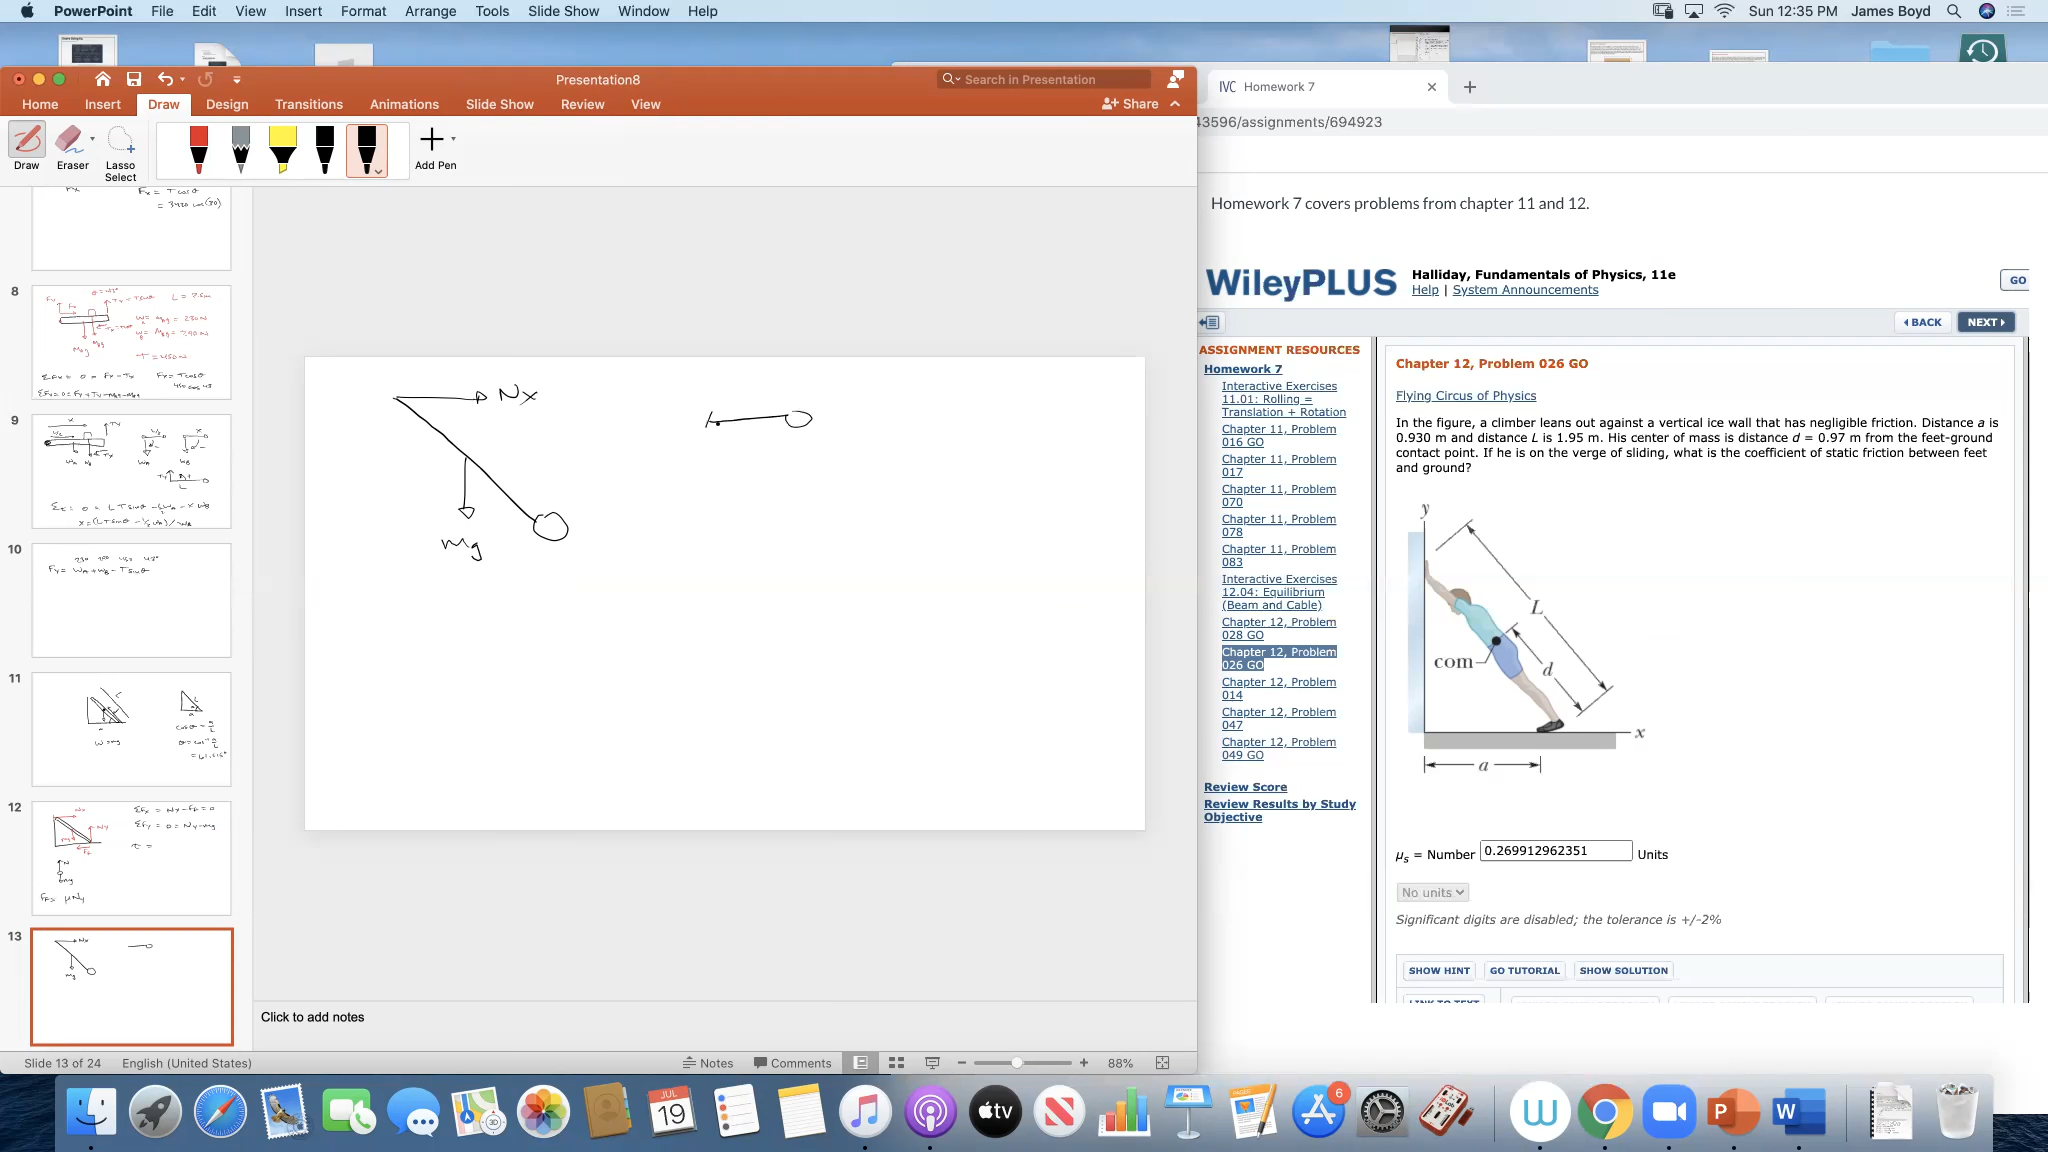 PowerPoint File Edit View Insert Format Arrange Tools Slide Show Window Help
Sun 12:35 PM James Boyd
Presentation8
Search in Presentation
Home Insert Draw Design Transitions Animations Slide Show Review View
Share
Draw
Eraser
Lasso
Select
Add Pen
8
9
10
11
12
13
Nx
mg
Click to add notes
Slide 13 of 24 English (United States)
Notes Comments 88%
IVC Homework 7
43596/assignments/694923
Homework 7 covers problems from chapter 11 and 12.
WileyPLUS
Halliday, Fundamentals of Physics, 11e
Help | System Announcements
GO
BACK NEXT
ASSIGNMENT RESOURCES
Homework 7
Interactive Exercises
11.01: Rolling =
Translation + Rotation
Chapter 11, Problem
016 GO
Chapter 11, Problem
017
Chapter 11, Problem
070
Chapter 11, Problem
078
Chapter 11, Problem
083
Interactive Exercises
12.04: Equilibrium
(Beam and Cable)
Chapter 12, Problem
028 GO
Chapter 12, Problem
026 GO
Chapter 12, Problem
014
Chapter 12, Problem
047
Chapter 12, Problem
049 GO
Review Score
Review Results by Study
Objective
Chapter 12, Problem 026 GO
Flying Circus of Physics
In the figure, a climber leans out against a vertical ice wall that has negligible friction. Distance a is
0.930 m and distance L is 1.95 m. His center of mass is distance d = 0.97 m from the feet-ground
contact point. If he is on the verge of sliding, what is the coefficient of static friction between feet
and ground?
y
L
com
d
x
a
μs = Number 0.269912962351 Units
No units
Significant digits are disabled; the tolerance is +/-2%
SHOW HINT GO TUTORIAL SHOW SOLUTION
LINK TO TEXT
JUL
19
tv
6
W
P
W